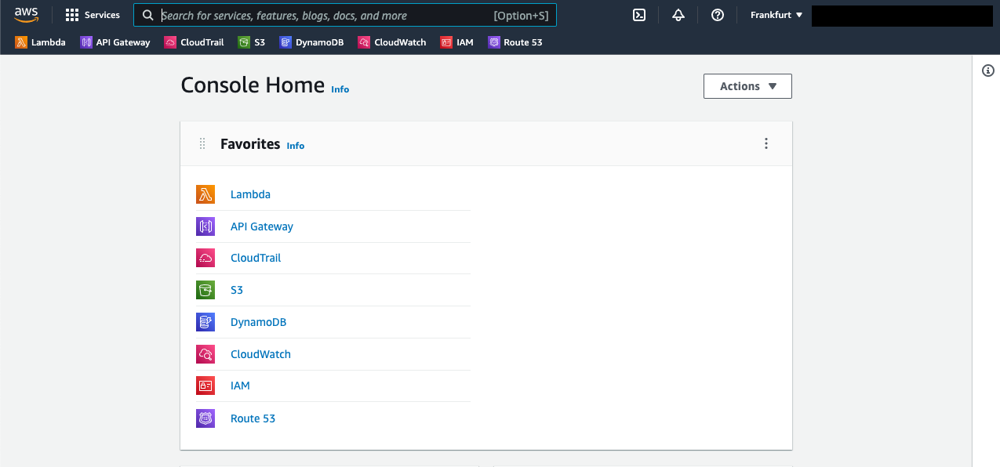 aws Services Search for services, features, blogs, docs, and more [Option+S] Frankfurt
Lambda API Gateway CloudTrail S3 DynamoDB CloudWatch IAM Route 53
Console Home Info Actions
Favorites Info
Lambda
API Gateway
CloudTrail
S3
DynamoDB
CloudWatch
IAM
Route 53